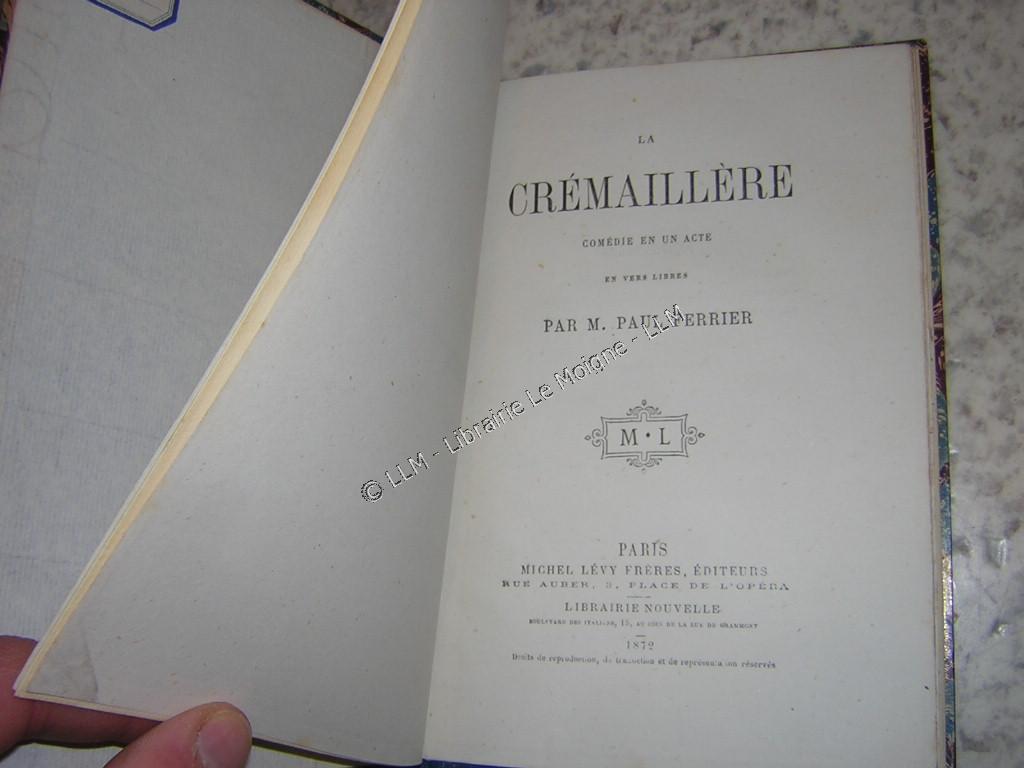 LA
CRÉMAILLÈRE
COMÉDIE EN UN ACTE
EN VERS LIBRES
PAR M. PAUL FERRIER
M · L
PARIS
MICHEL LÉVY FRÈRES, ÉDITEURS
RUE AUBER, 3, PLACE DE L'OPÉRA
LIBRAIRIE NOUVELLE
BOULEVARD DES ITALIENS, 15, AU COIN DE LA RUE DE GRAMMONT
1872
Droits de reproduction, de traduction et de représentation réservés
© LLM - Librairie Le Moigne - LLM